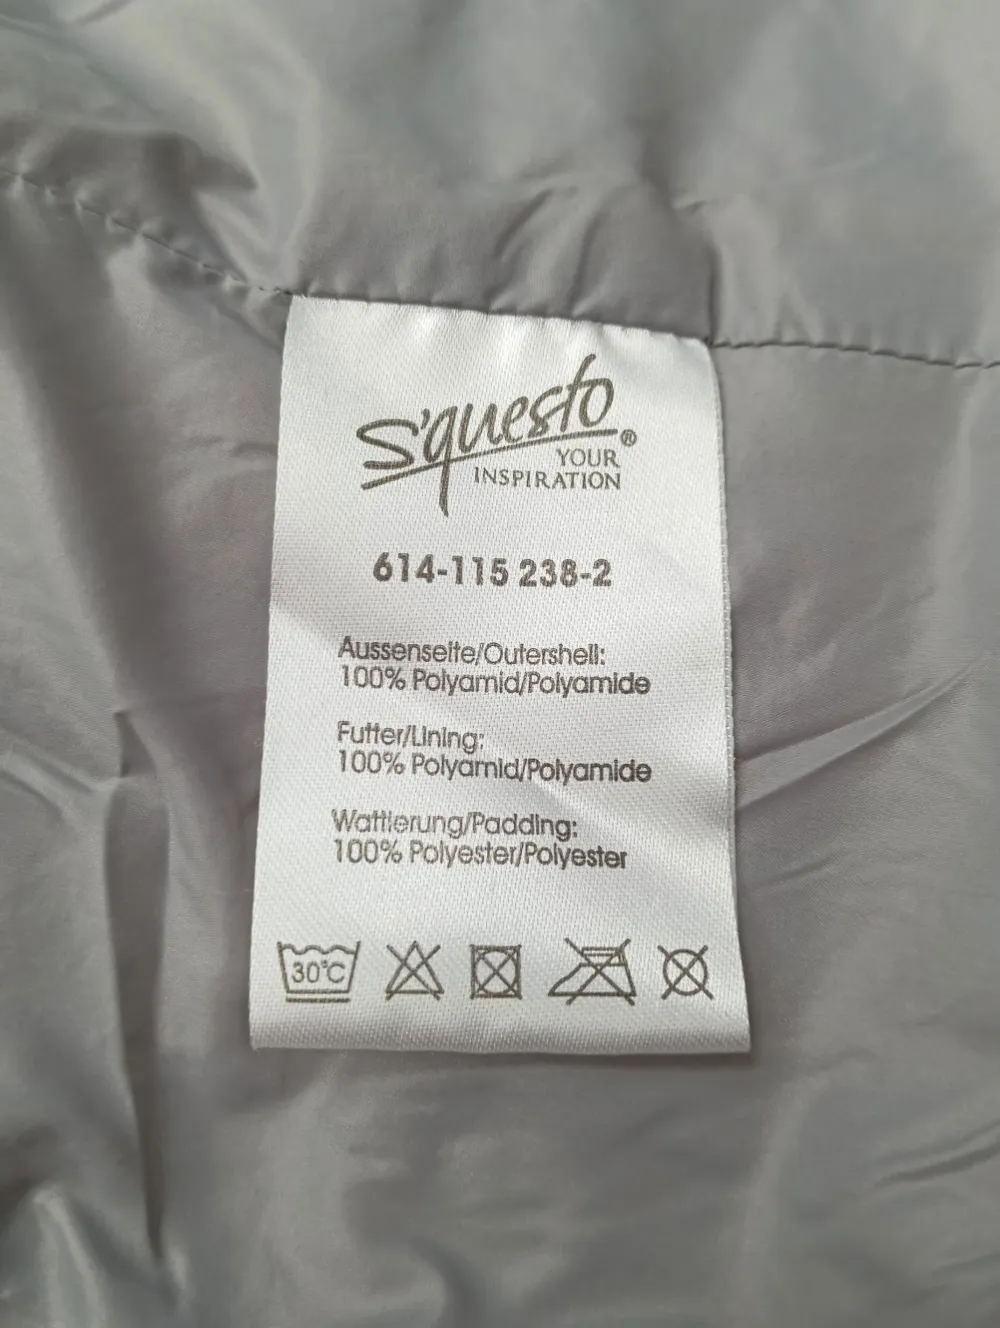 S'questo®
YOUR
INSPIRATION
614-115 238-2
Aussenseite/Outershell:
100% Polyamid/Polyamide
Futter/Lining:
100% Polyamid/Polyamide
Wattierung/Padding:
100% Polyester/Polyester
30°C